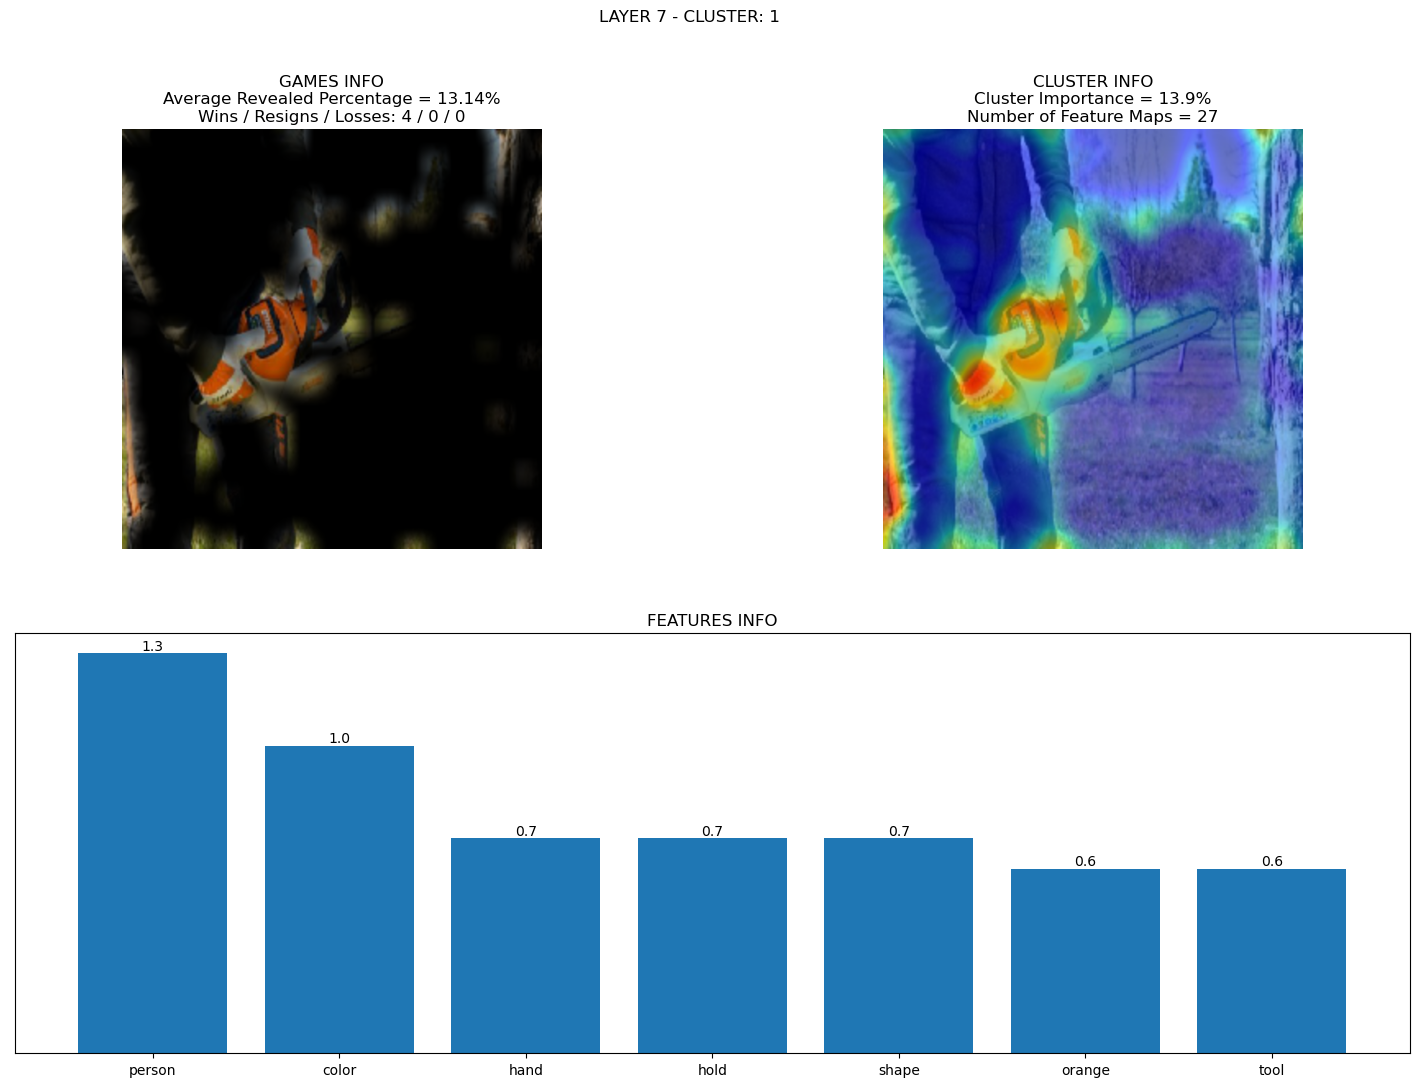 LAYER 7 - CLUSTER: 1
GAMES INFO
Average Revealed Percentage = 13.14%
Wins / Resigns / Losses: 4 / 0 / 0
CLUSTER INFO
Cluster Importance = 13.9%
Number of Feature Maps = 27
FEATURES INFO
1.3
1.0
0.7
0.7
0.7
0.6
0.6
person
color
hand
hold
shape
orange
tool